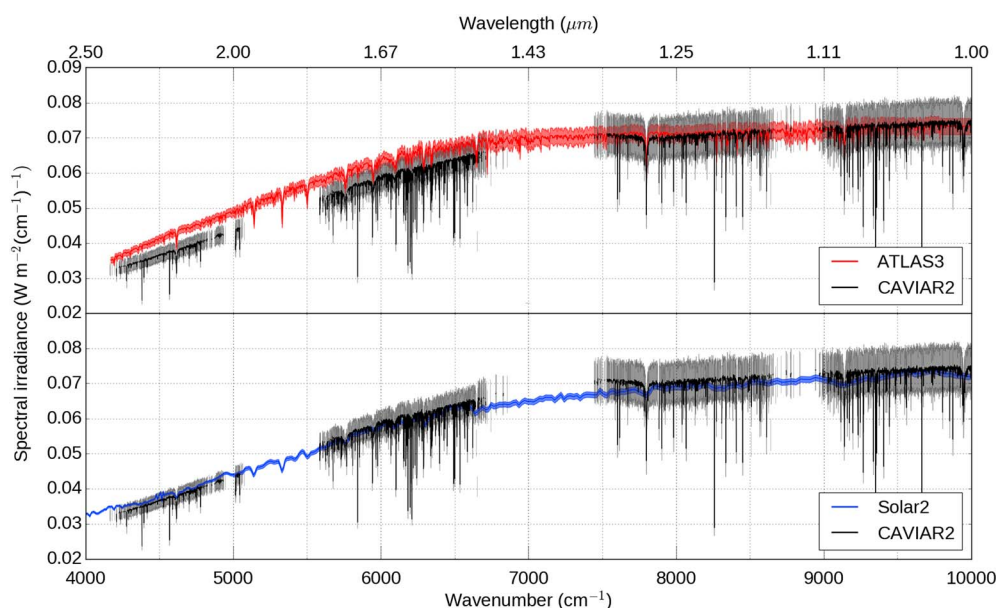 Wavelength (μm)
2.50 2.00 1.67 1.43 1.25 1.11 1.00
0.09
0.08
0.07
0.06
0.05
0.04
0.03
0.02
ATLAS3
CAVIAR2
Spectral irradiance (W m⁻²(cm⁻¹)⁻¹)
0.08
0.07
0.06
0.05
0.04
0.03
0.02
Solar2
CAVIAR2
4000 5000 6000 7000 8000 9000 10000
Wavenumber (cm⁻¹)